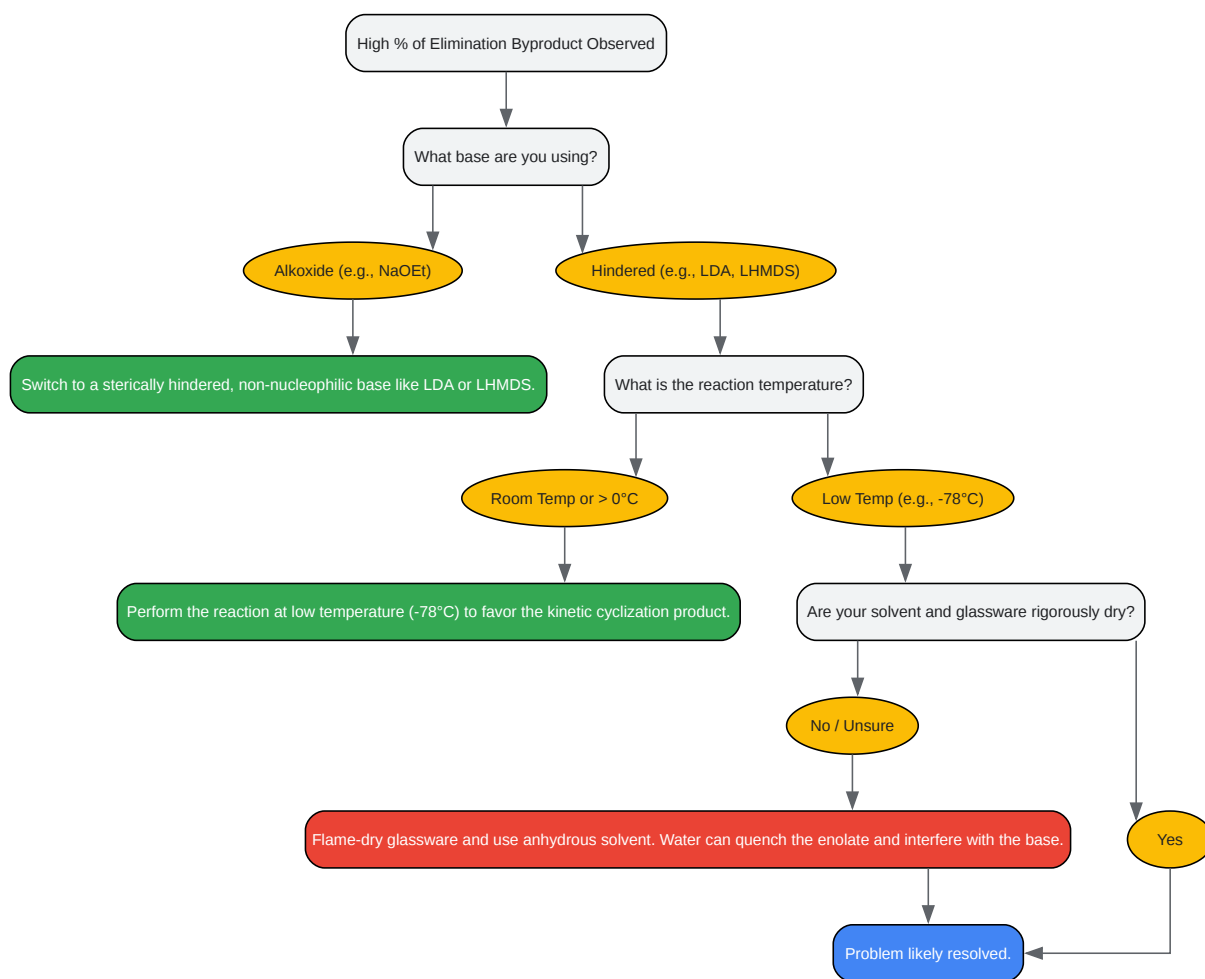 High % of Elimination Byproduct Observed
What base are you using?
Alkoxide (e.g., NaOEt)
Hindered (e.g., LDA, LHMDS)
Switch to a sterically hindered, non-nucleophilic base like LDA or LHMDS.
What is the reaction temperature?
Room Temp or > 0°C
Low Temp (e.g., -78°C)
Perform the reaction at low temperature (-78°C) to favor the kinetic cyclization product.
Are your solvent and glassware rigorously dry?
No / Unsure
Flame-dry glassware and use anhydrous solvent. Water can quench the enolate and interfere with the base.
Yes
Problem likely resolved.